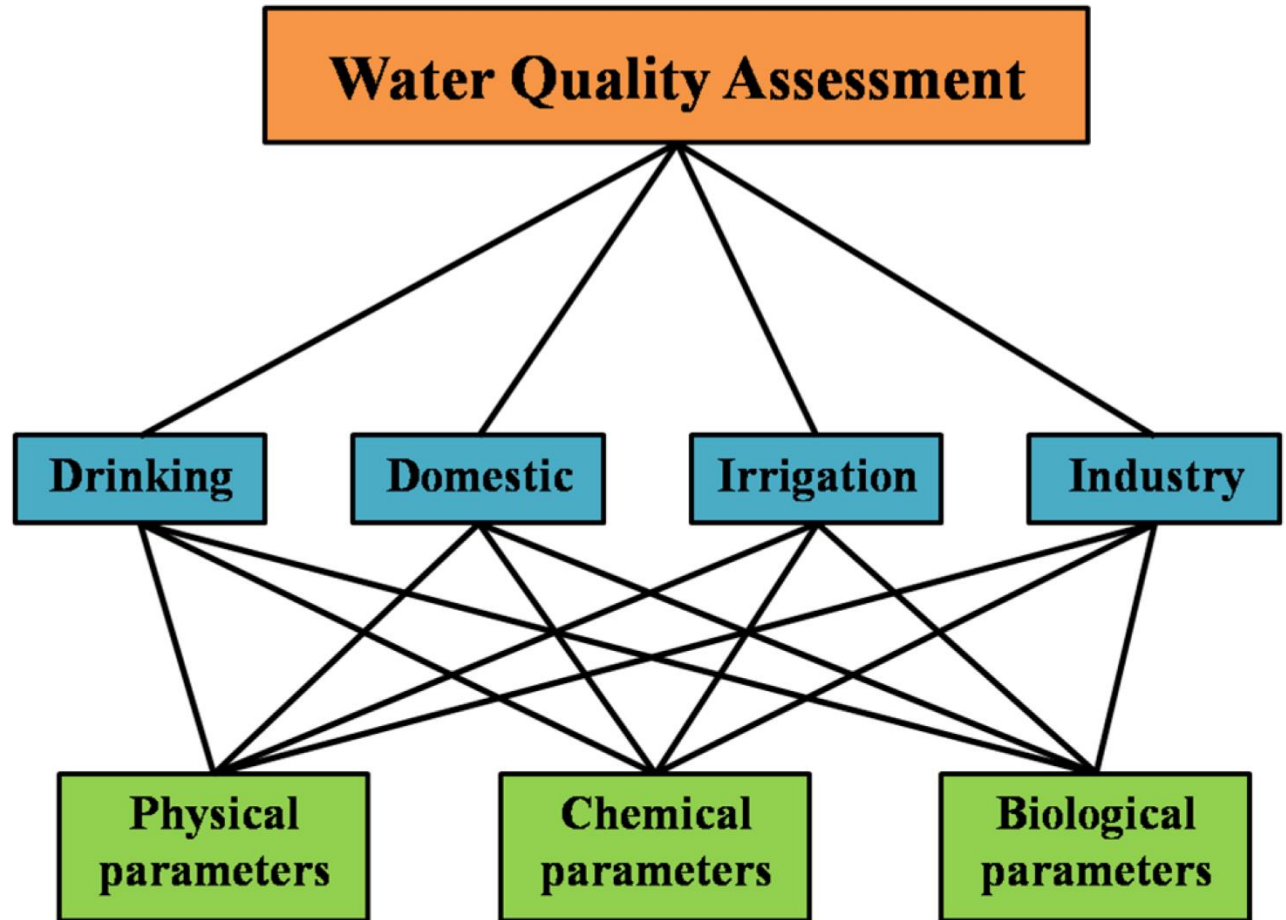 Water Quality Assessment
Drinking
Domestic
Irrigation
Industry
Physical
parameters
Chemical
parameters
Biological
parameters